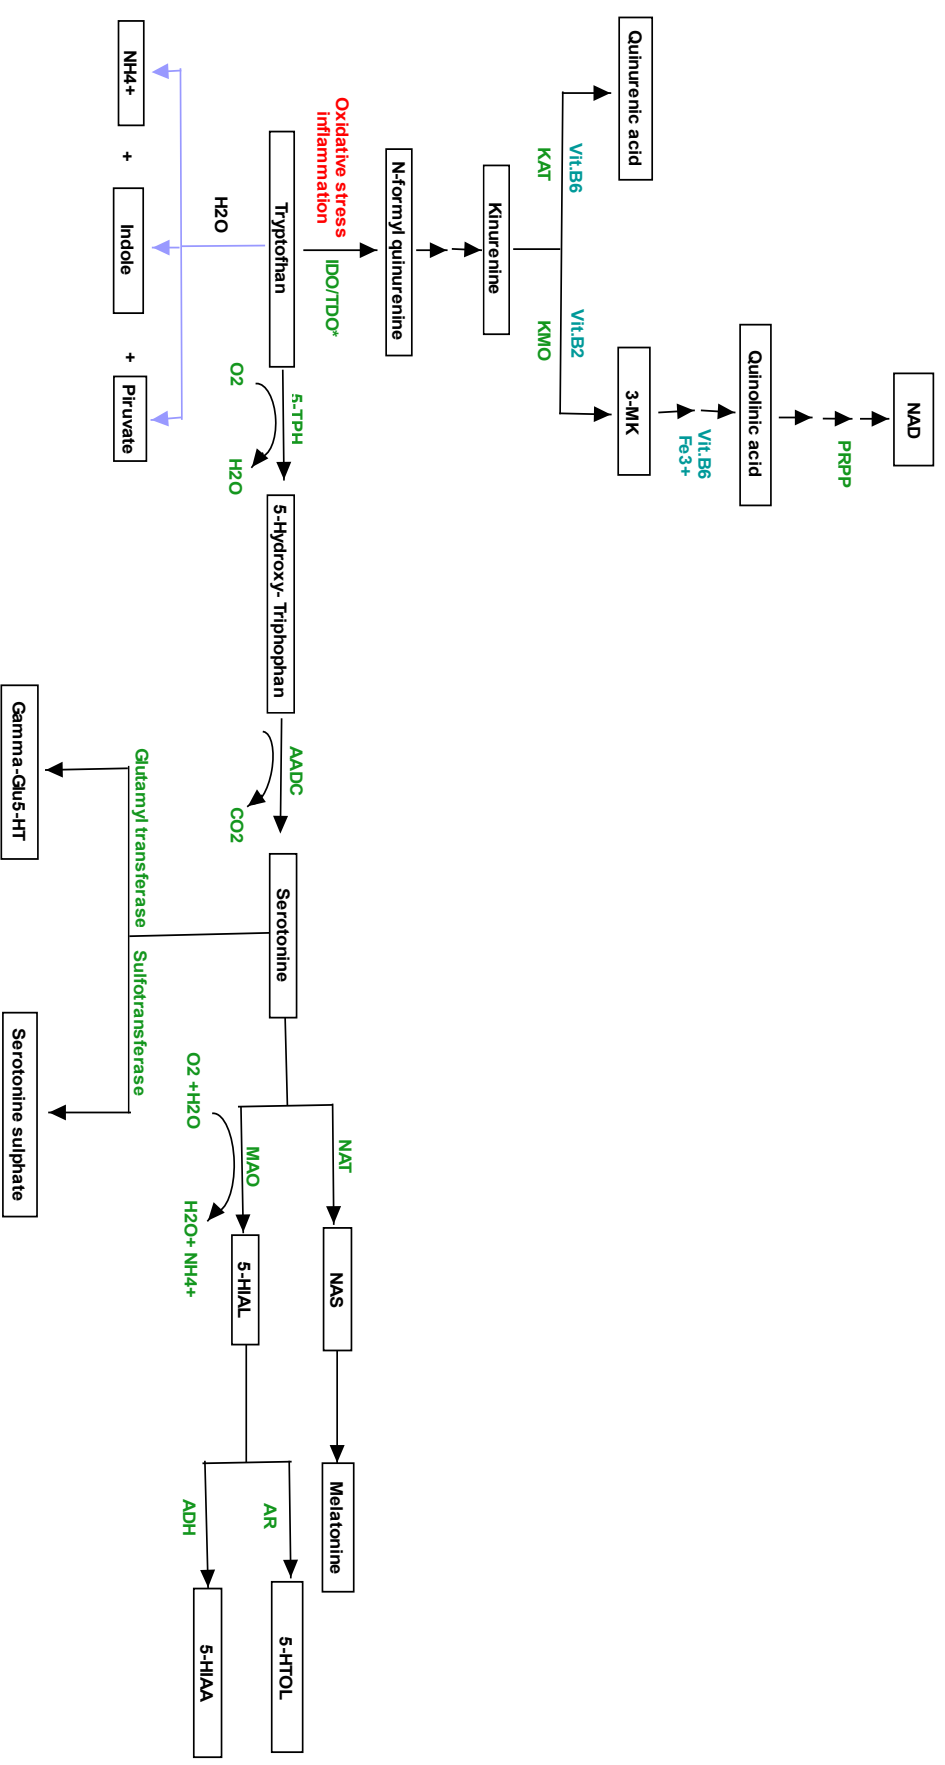 NAD
PRPP
Quinolinic acid
Vit.B6
Fe3+
Quinurenic acid
3-MK
Vit.B6
Vit.B2
KAT
KMO
Kinurenine
N-formyl quinurenine
Oxidative stress
inflammation
IDO/TDO*
NAT
NAS
Melatonine
5-TPH
AADC
Tryptofhan
5-Hydroxy- Triphophan
Serotonine
5-HTOL
AR
MAO
5-HIAL
O2
H2O
CO2
H2O
5-HIAA
O2 +H2O
H2O+ NH4+
ADH
Glutamyl transferase
Sulfotransferase
NH4+ + Indole + Piruvate
Gamma-Glu5-HT
Serotonine sulphate